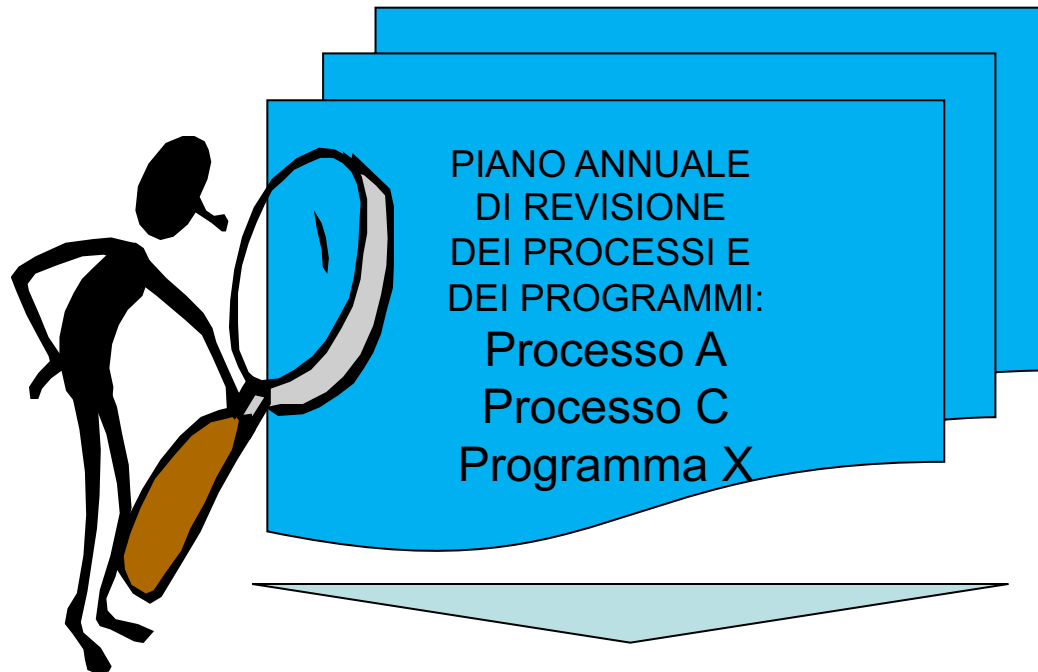 PIANO ANNUALE
DI REVISIONE
DEI PROCESSI E
DEI PROGRAMMI:
Processo A
Processo C
Programma X